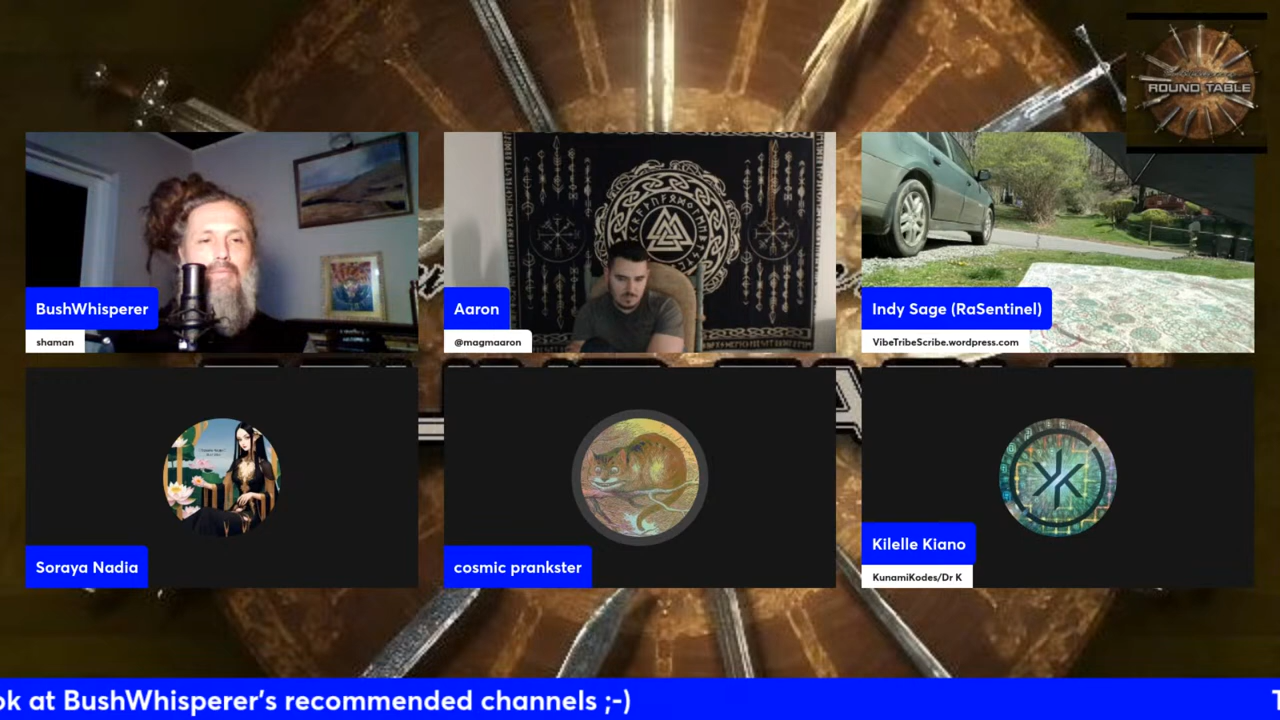 ROUND TABLE
BushWhisperer
shaman
Aaron
@magmaaron
Indy Sage (RaSentinel)
VibeTribeScribe.wordpress.com
Soraya Nadia
cosmic prankster
Kilelle Kiano
KunamiKodes/Dr K
ok at BushWhisperer's recommended channels ;-)